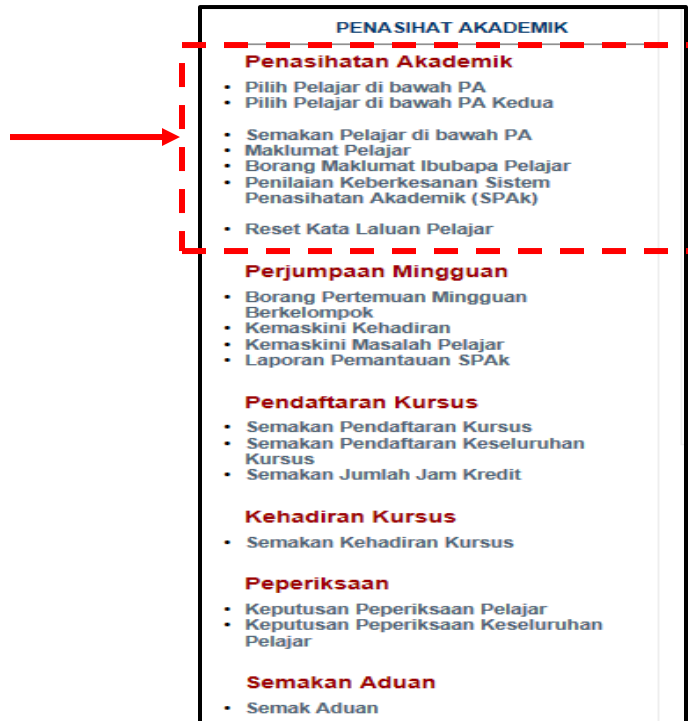 PENASIHAT AKADEMIK
Penasihatan Akademik
• Pilih Pelajar di bawah PA
• Pilih Pelajar di bawah PA Kedua
• Semakan Pelajar di bawah PA
• Maklumat Pelajar
• Borang Maklumat Ibubapa Pelajar
• Penilaian Keberkesanan Sistem
Penasihatan Akademik (SPAk)
• Reset Kata Laluan Pelajar
Perjumpaan Mingguan
• Borang Pertemuan Mingguan
Berkelompok
• Kemaskini Kehadiran
• Kemaskini Masalah Pelajar
• Laporan Pemantauan SPAk
Pendaftaran Kursus
• Semakan Pendaftaran Kursus
• Semakan Pendaftaran Keseluruhan
Kursus
• Semakan Jumlah Jam Kredit
Kehadiran Kursus
• Semakan Kehadiran Kursus
Peperiksaan
• Keputusan Peperiksaan Pelajar
• Keputusan Peperiksaan Keseluruhan
Pelajar
Semakan Aduan
• Semak Aduan